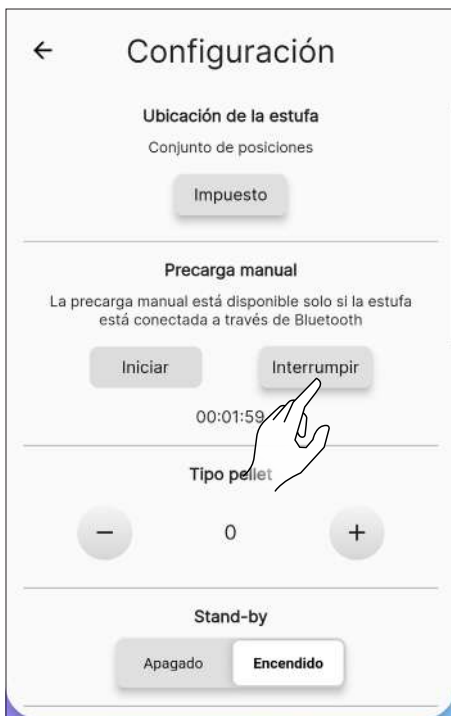 ← Configuración
Ubicación de la estufa
Conjunto de posiciones
Impuesto
Precarga manual
La precarga manual está disponible solo si la estufa
está conectada a través de Bluetooth
Iniciar Interrumpir
00:01:59
Tipo pellet
− 0 +
Stand-by
Apagado Encendido